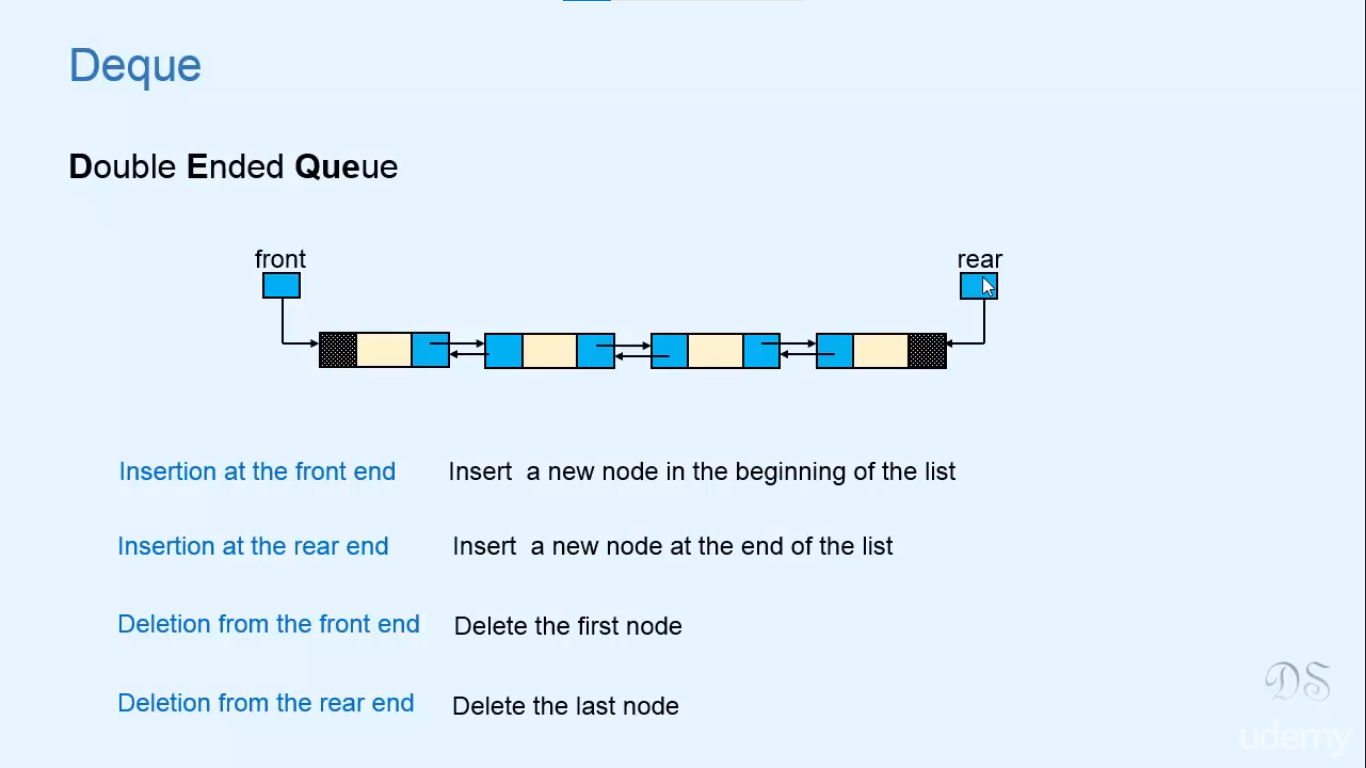 Deque
Double Ended Queue
front
rear
Insertion at the front end Insert a new node in the beginning of the list
Insertion at the rear end Insert a new node at the end of the list
Deletion from the front end Delete the first node
Deletion from the rear end Delete the last node
DS
udemy